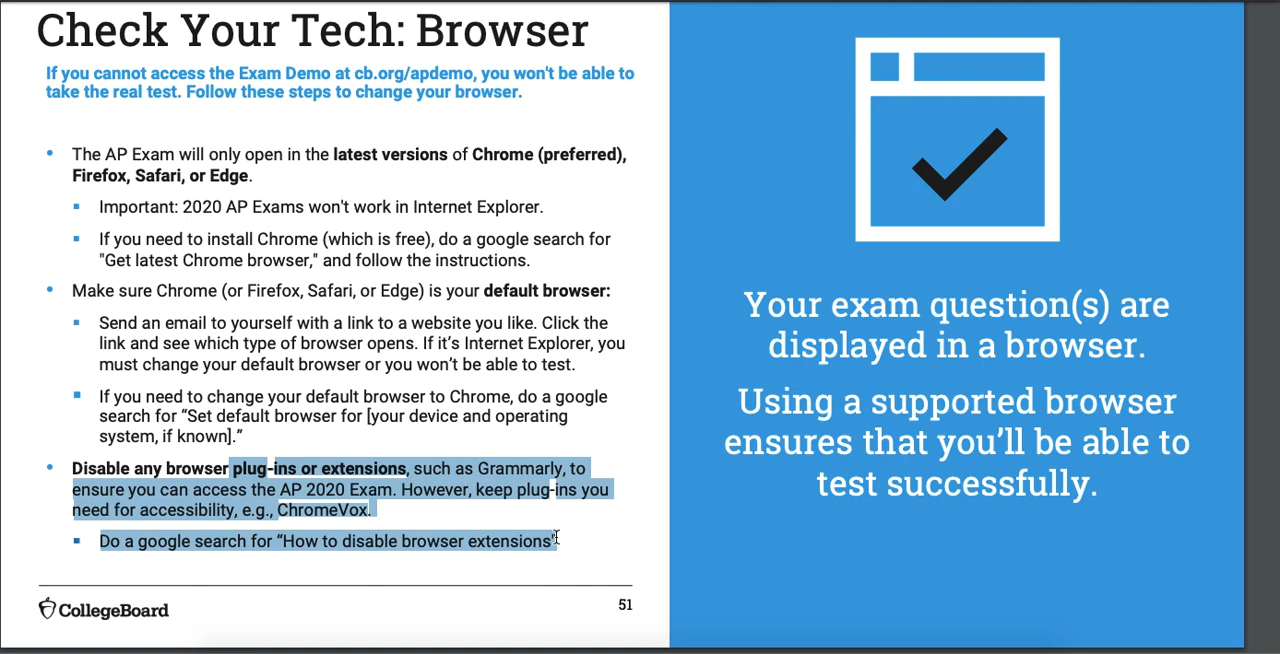 Check Your Tech: Browser
If you cannot access the Exam Demo at cb.org/apdemo, you won't be able to
take the real test. Follow these steps to change your browser.
• The AP Exam will only open in the latest versions of Chrome (preferred),
Firefox, Safari, or Edge.
▪ Important: 2020 AP Exams won't work in Internet Explorer.
▪ If you need to install Chrome (which is free), do a google search for
"Get latest Chrome browser," and follow the instructions.
• Make sure Chrome (or Firefox, Safari, or Edge) is your default browser:
▪ Send an email to yourself with a link to a website you like. Click the
link and see which type of browser opens. If it’s Internet Explorer, you
must change your default browser or you won’t be able to test.
▪ If you need to change your default browser to Chrome, do a google
search for “Set default browser for [your device and operating
system, if known].”
• Disable any browser plug-ins or extensions, such as Grammarly, to
ensure you can access the AP 2020 Exam. However, keep plug-ins you
need for accessibility, e.g., ChromeVox.
▪ Do a google search for “How to disable browser extensions”
CollegeBoard
51
Your exam question(s) are
displayed in a browser.
Using a supported browser
ensures that you’ll be able to
test successfully.